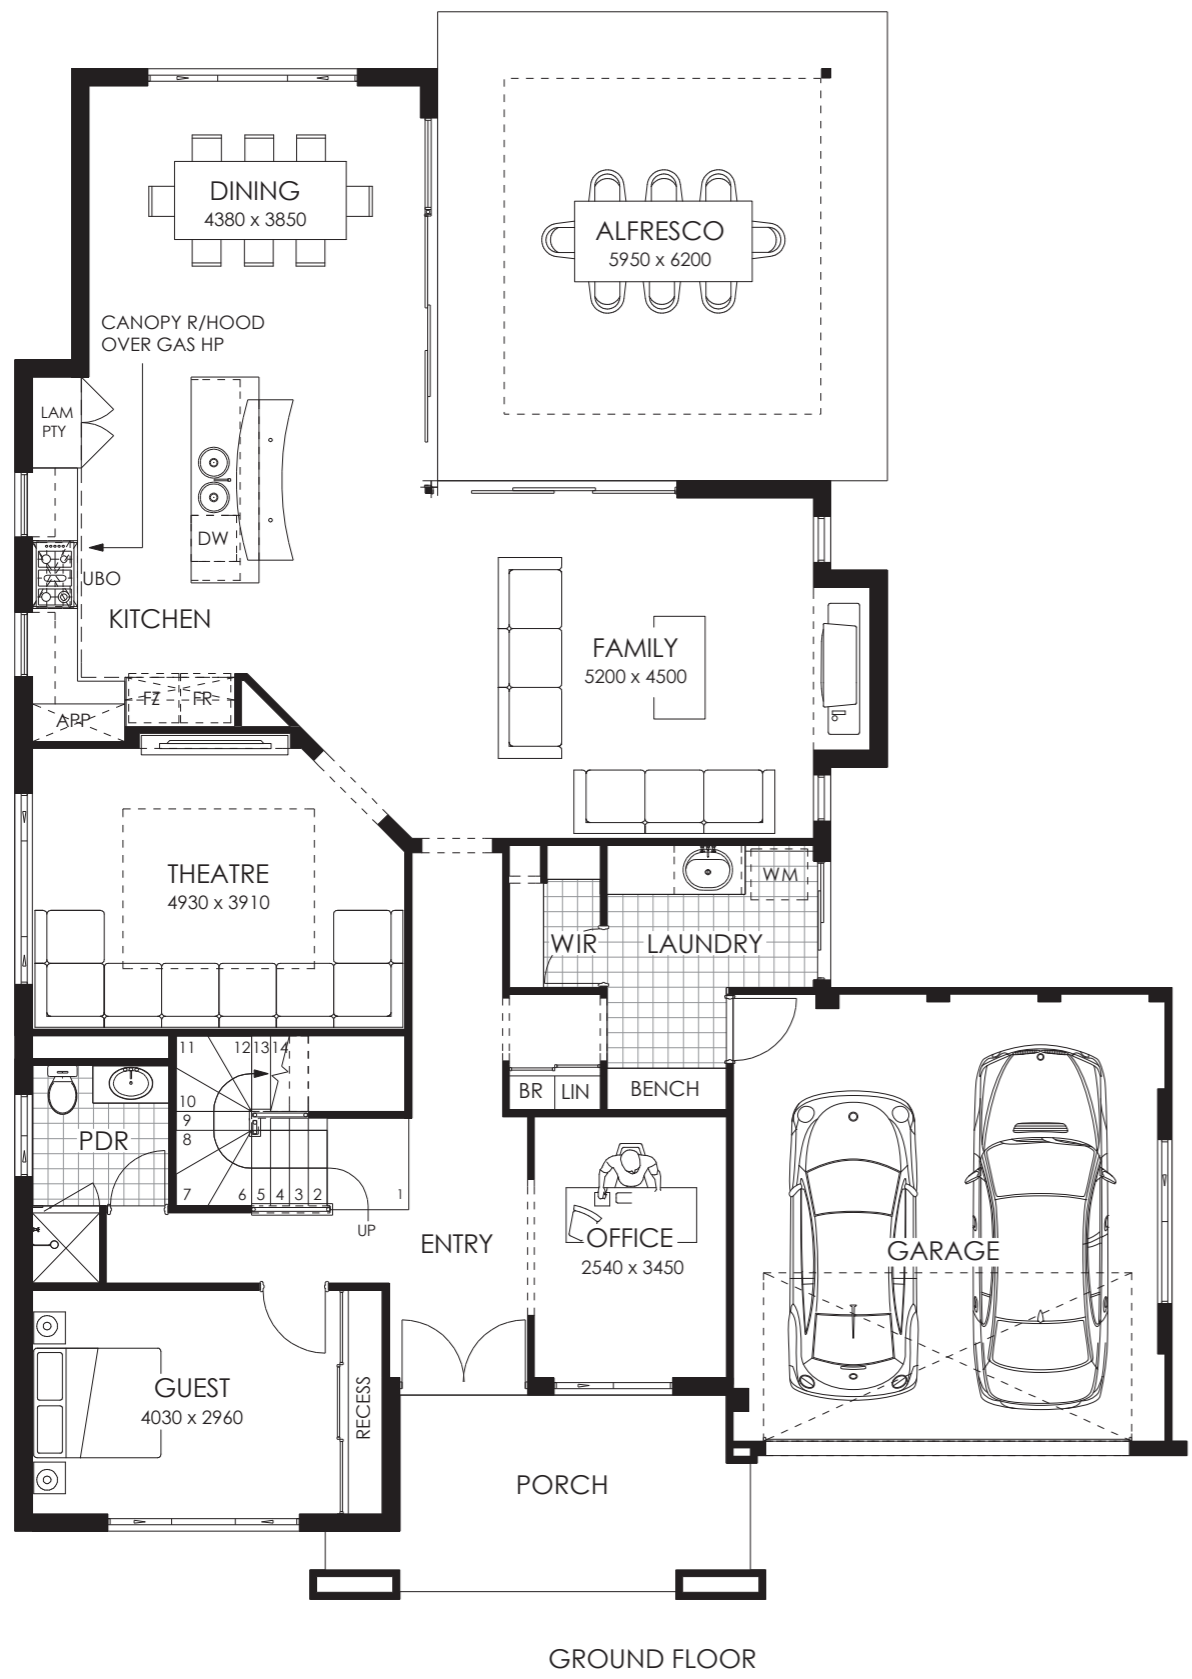 DINING
4380 x 3850
ALFRESCO
5950 x 6200
CANOPY R/HOOD
OVER GAS HP
LAM
PTY
DW
UBO
KITCHEN
FAMILY
5200 x 4500
FZ
FR
APP
THEATRE
4930 x 3910
WM
WIR
LAUNDRY
11
12
13
14
10
9
8
7
6
5
4
3
2
1
BR
LIN
BENCH
PDR
UP
ENTRY
OFFICE
2540 x 3450
GARAGE
GUEST
4030 x 2960
RECESS
PORCH
GROUND FLOOR